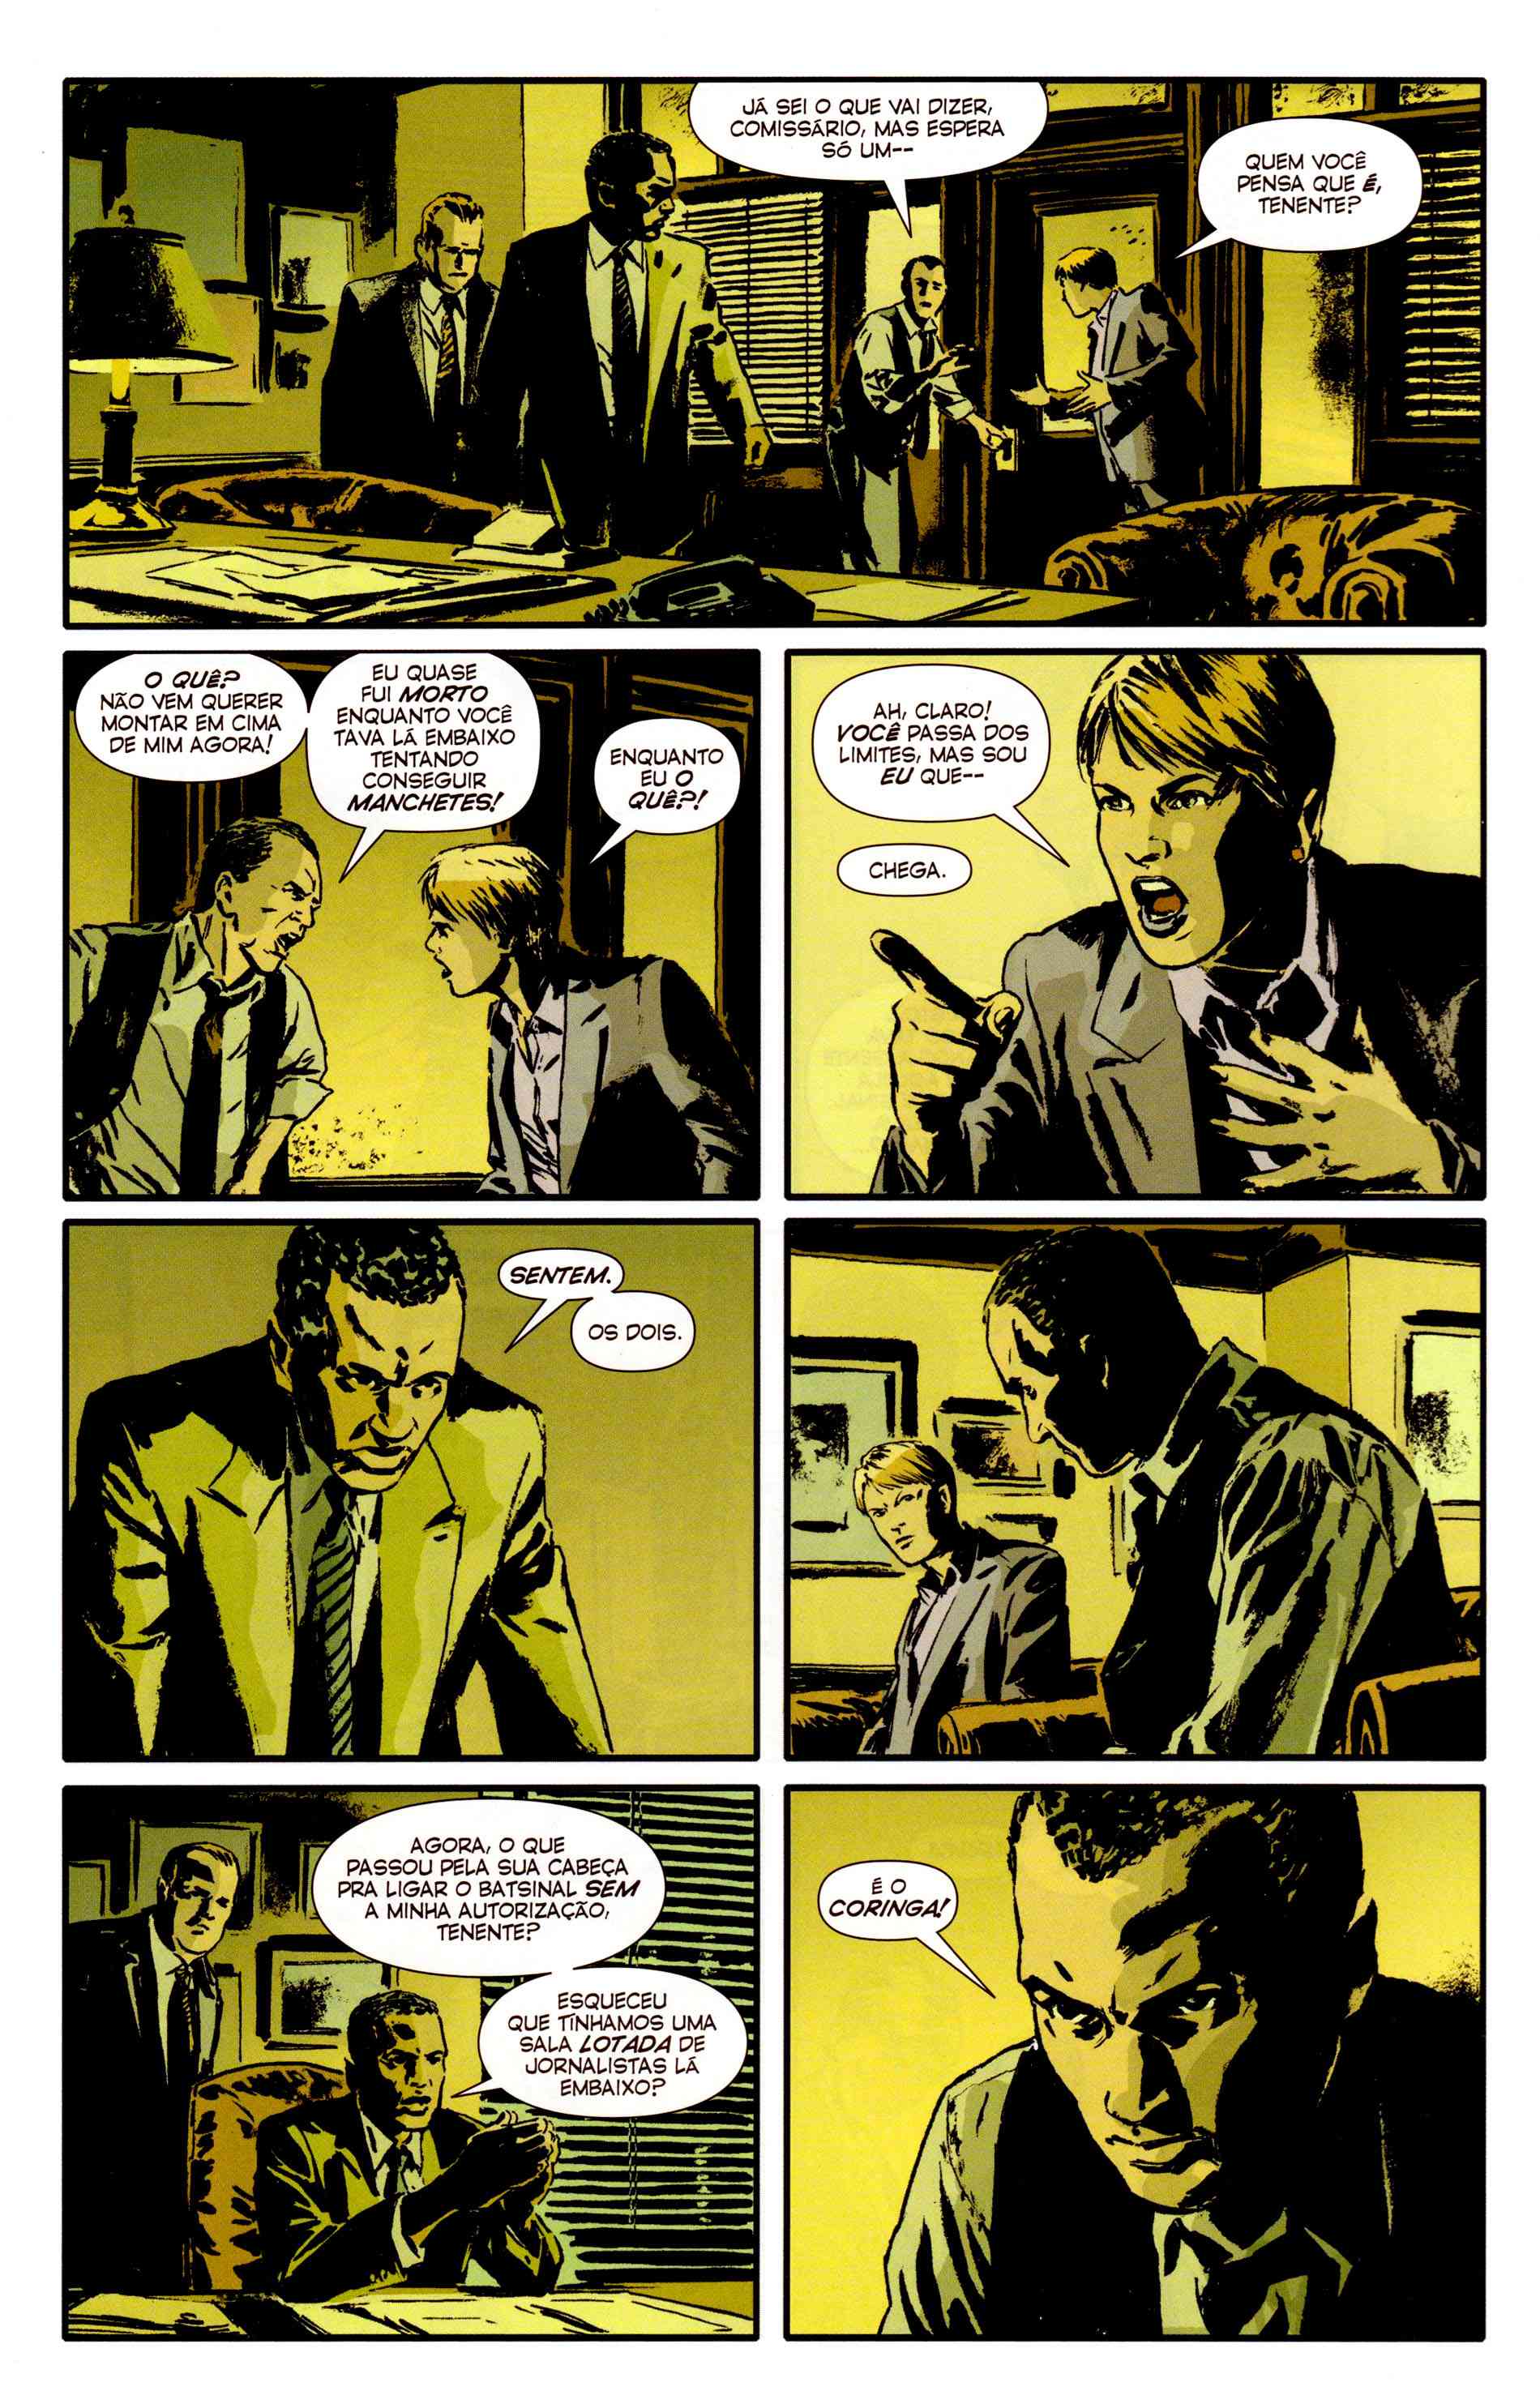 JÁ SEI O QUE VAI DIZER,
COMISSÁRIO, MAS ESPERA
SÓ UM--
QUEM VOCÊ
PENSA QUE É,
TENENTE?
O QUÊ?
NÃO VEM QUERER
MONTAR EM CIMA
DE MIM AGORA!
EU QUASE
FUI MORTO
ENQUANTO VOCÊ
TAVA LÁ EMBAIXO
TENTANDO
CONSEGUIR
MANCHETES!
ENQUANTO
EU O
QUÊ?!
AH, CLARO!
VOCÊ PASSA DOS
LIMITES, MAS SOU
EU QUE--
CHEGA.
SENTEM.
OS DOIS.
AGORA, O QUE
PASSOU PELA SUA CABEÇA
PRA LIGAR O BATSINAL SEM
A MINHA AUTORIZAÇÃO,
TENENTE?
ESQUECEU
QUE TÍNHAMOS UMA
SALA LOTADA DE
JORNALISTAS LÁ
EMBAIXO?
É O
CORINGA!